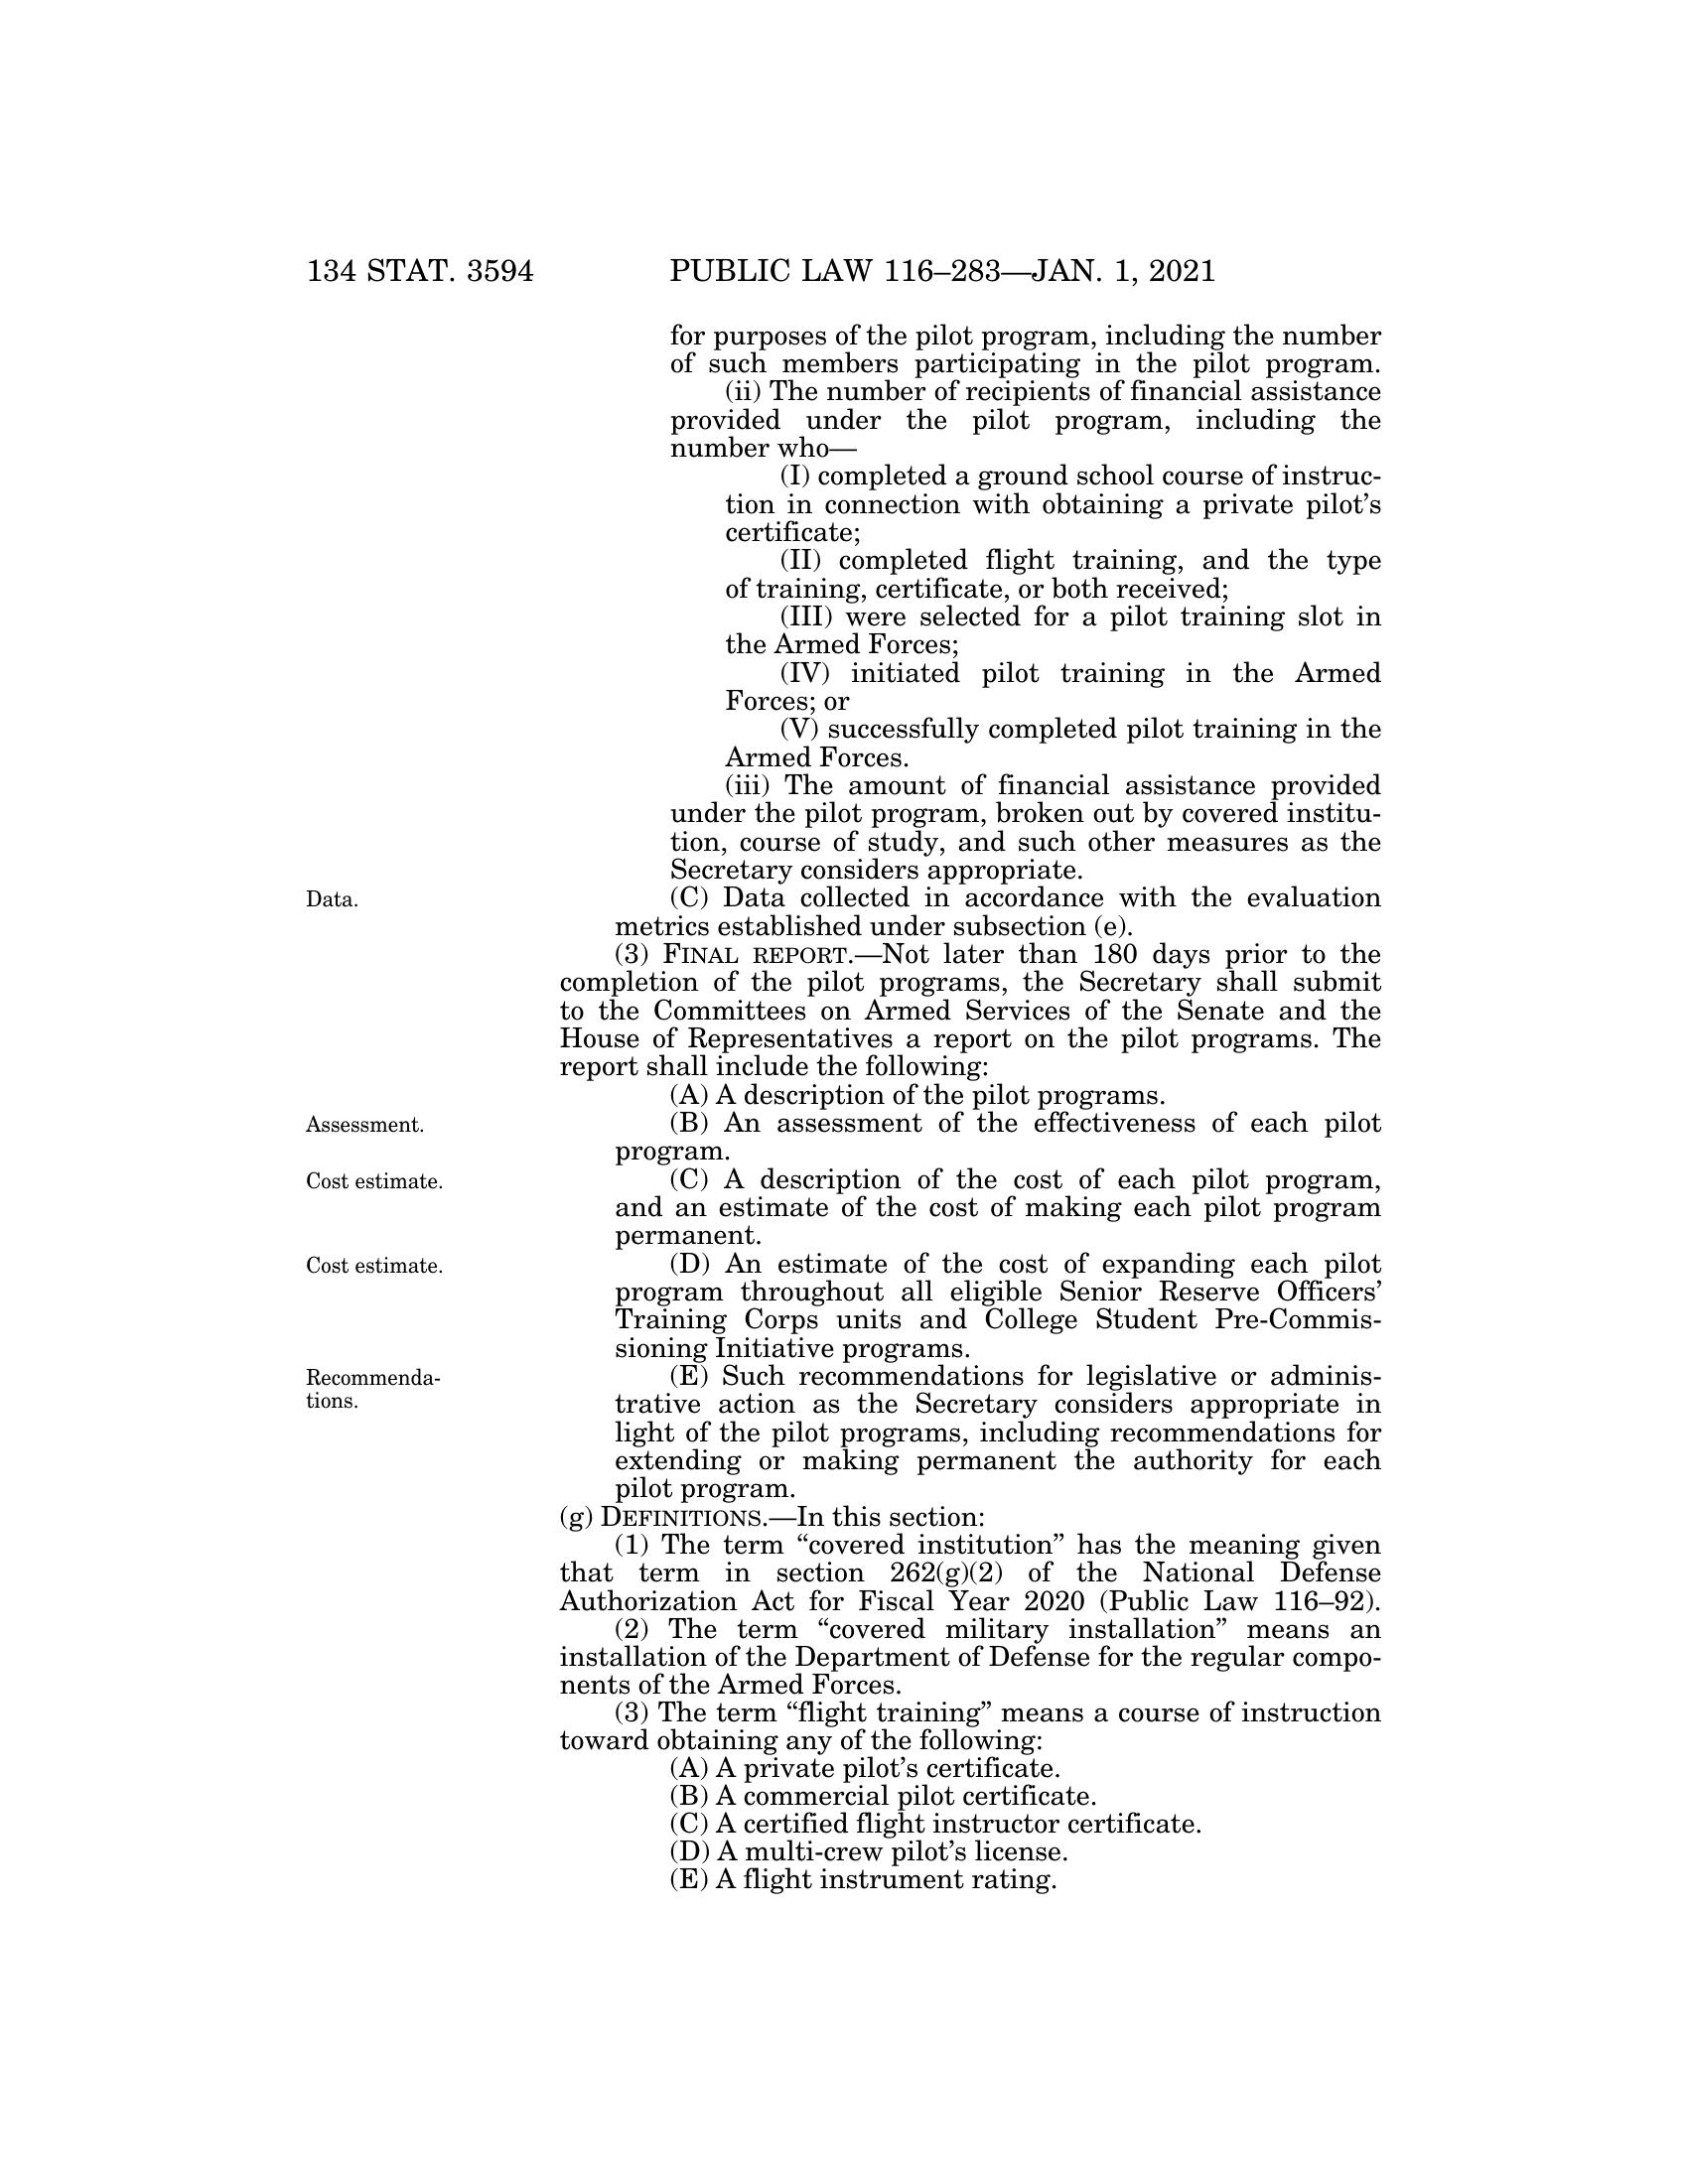 134 STAT. 3594 PUBLIC LAW 116–283—JAN. 1, 2021
for purposes of the pilot program, including the number
of such members participating in the pilot program.
(ii) The number of recipients of financial assistance
provided under the pilot program, including the
number who—
(I) completed a ground school course of instruc-
tion in connection with obtaining a private pilot’s
certificate;
(II) completed flight training, and the type
of training, certificate, or both received;
(III) were selected for a pilot training slot in
the Armed Forces;
(IV) initiated pilot training in the Armed
Forces; or
(V) successfully completed pilot training in the
Armed Forces.
(iii) The amount of financial assistance provided
under the pilot program, broken out by covered institu-
tion, course of study, and such other measures as the
Secretary considers appropriate.
Data.
(C) Data collected in accordance with the evaluation
metrics established under subsection (e).
(3) FINAL REPORT.—Not later than 180 days prior to the
completion of the pilot programs, the Secretary shall submit
to the Committees on Armed Services of the Senate and the
House of Representatives a report on the pilot programs. The
report shall include the following:
(A) A description of the pilot programs.
Assessment.
(B) An assessment of the effectiveness of each pilot
program.
Cost estimate.
(C) A description of the cost of each pilot program,
and an estimate of the cost of making each pilot program
permanent.
Cost estimate.
(D) An estimate of the cost of expanding each pilot
program throughout all eligible Senior Reserve Officers’
Training Corps units and College Student Pre-Commis-
sioning Initiative programs.
Recommenda-
tions.
(E) Such recommendations for legislative or adminis-
trative action as the Secretary considers appropriate in
light of the pilot programs, including recommendations for
extending or making permanent the authority for each
pilot program.
(g) DEFINITIONS.—In this section:
(1) The term “covered institution” has the meaning given
that term in section 262(g)(2) of the National Defense
Authorization Act for Fiscal Year 2020 (Public Law 116–92).
(2) The term “covered military installation” means an
installation of the Department of Defense for the regular compo-
nents of the Armed Forces.
(3) The term “flight training” means a course of instruction
toward obtaining any of the following:
(A) A private pilot’s certificate.
(B) A commercial pilot certificate.
(C) A certified flight instructor certificate.
(D) A multi-crew pilot’s license.
(E) A flight instrument rating.